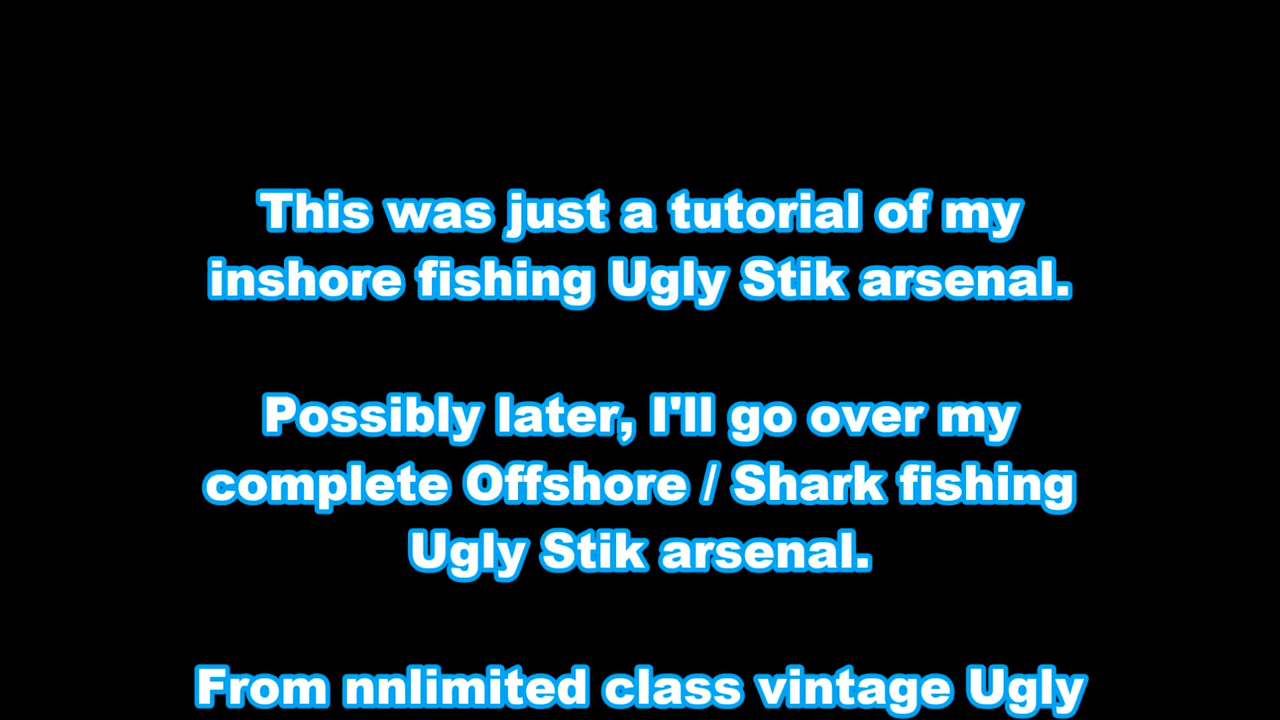 This was just a tutorial of my
inshore fishing Ugly Stik arsenal.
Possibly later, I'll go over my
complete Offshore / Shark fishing
Ugly Stik arsenal.
From nnlimited class vintage Ugly